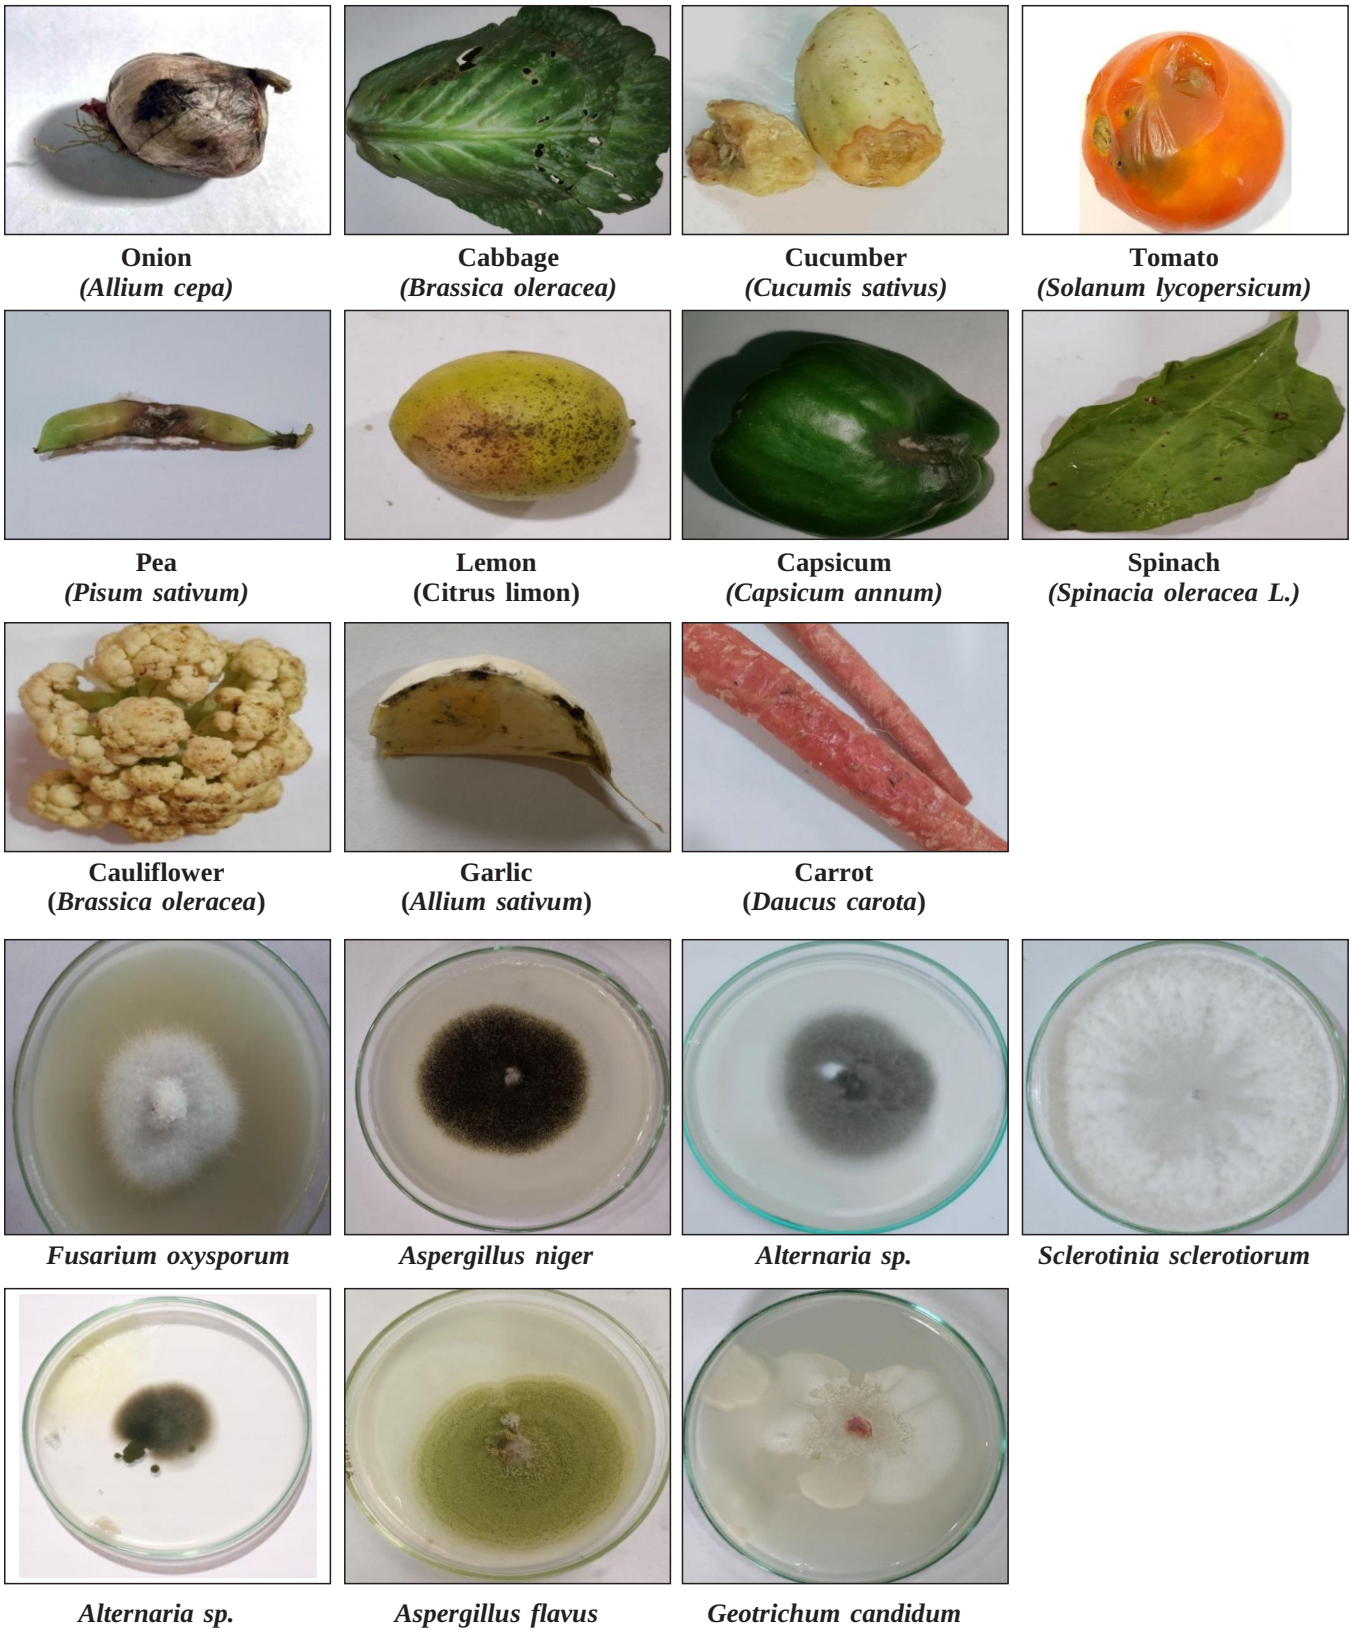 Onion
(Allium cepa)
Cabbage
(Brassica oleracea)
Cucumber
(Cucumis sativus)
Tomato
(Solanum lycopersicum)
Pea
(Pisum sativum)
Lemon
(Citrus limon)
Capsicum
(Capsicum annum)
Spinach
(Spinacia oleracea L.)
Cauliflower
(Brassica oleracea)
Garlic
(Allium sativum)
Carrot
(Daucus carota)
Fusarium oxysporum
Aspergillus niger
Alternaria sp.
Sclerotinia sclerotiorum
Alternaria sp.
Aspergillus flavus
Geotrichum candidum